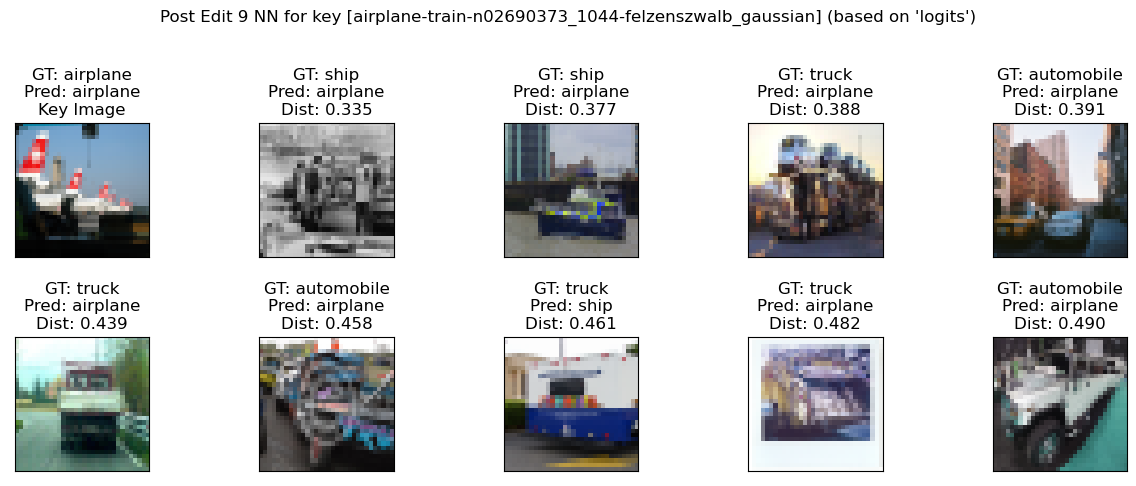 Post Edit 9 NN for key [airplane-train-n02690373_1044-felzenszwalb_gaussian] (based on 'logits')
GT: airplane
Pred: airplane
Key Image
GT: ship
Pred: airplane
Dist: 0.335
GT: ship
Pred: airplane
Dist: 0.377
GT: truck
Pred: airplane
Dist: 0.388
GT: automobile
Pred: airplane
Dist: 0.391
GT: truck
Pred: airplane
Dist: 0.439
GT: automobile
Pred: airplane
Dist: 0.458
GT: truck
Pred: ship
Dist: 0.461
GT: truck
Pred: airplane
Dist: 0.482
GT: automobile
Pred: airplane
Dist: 0.490